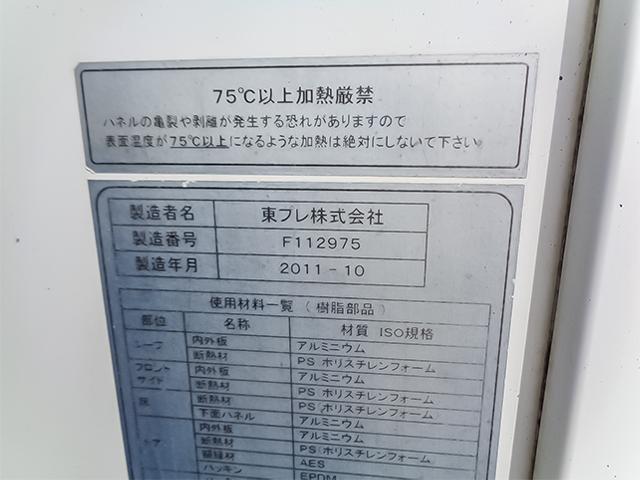 75℃以上加熱厳禁
パネルの亀裂や剥離が発生する恐れがありますので
表面温度が75℃以上になるような加熱は絶対にしないて下さい
製造者名 東プレ株式会社
製造番号 F112975
製造年月 2011-10
使用材料一覧（樹脂部品）
部位 名称 材質 ISO規格
ルーフ 内外板 アルミニウム
断熱材 PS ポリスチレンフォーム
フロント サイド 内外板 アルミニウム
断熱材 PS ポリスチレンフォーム
床 断熱材 PS ポリスチレンフォーム
下面パネル アルミニウム
ドア 内外板 アルミニウム
断熱材 PS ポリスチレンフォーム
パッキン AES
EPDM